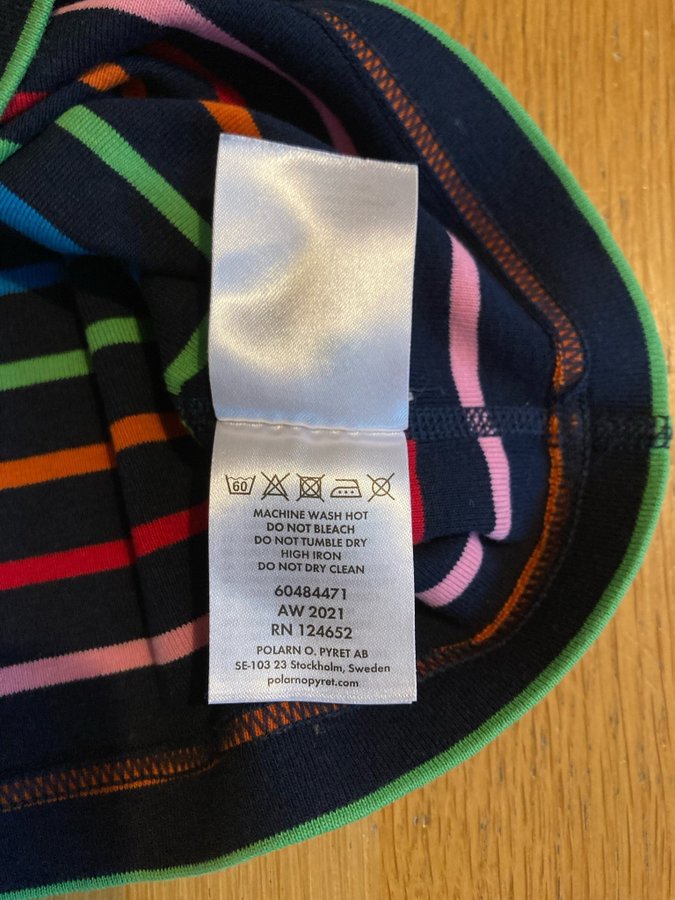 60
MACHINE WASH HOT
DO NOT BLEACH
DO NOT TUMBLE DRY
HIGH IRON
DO NOT DRY CLEAN
60484471
AW 2021
RN 124652
POLARN O. PYRET AB
SE-103 23 Stockholm, Sweden
polarnopyret.com